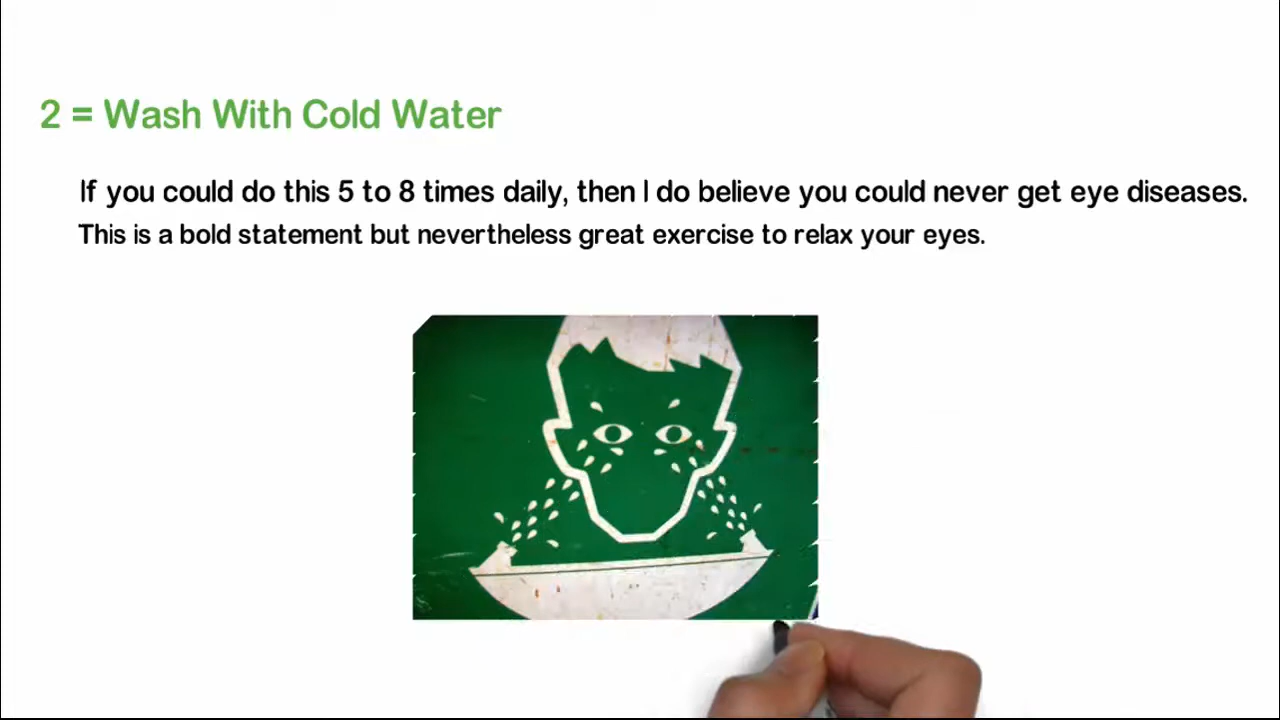 2 = Wash With Cold Water
If you could do this 5 to 8 times daily, then I do believe you could never get eye diseases.
This is a bold statement but nevertheless great exercise to relax your eyes.